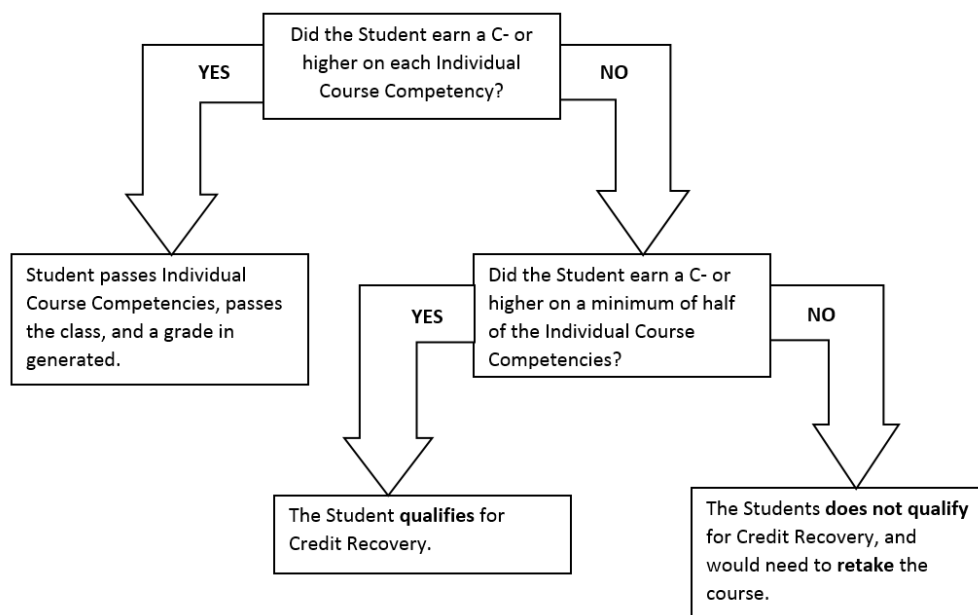 Did the Student earn a C- or
higher on each Individual
Course Competency?
YES
NO
Student passes Individual
Course Competencies, passes
the class, and a grade in
generated.
Did the Student earn a C- or
higher on a minimum of half
of the Individual Course
Competencies?
YES
NO
The Student qualifies for
Credit Recovery.
The Students does not qualify
for Credit Recovery, and
would need to retake the
course.